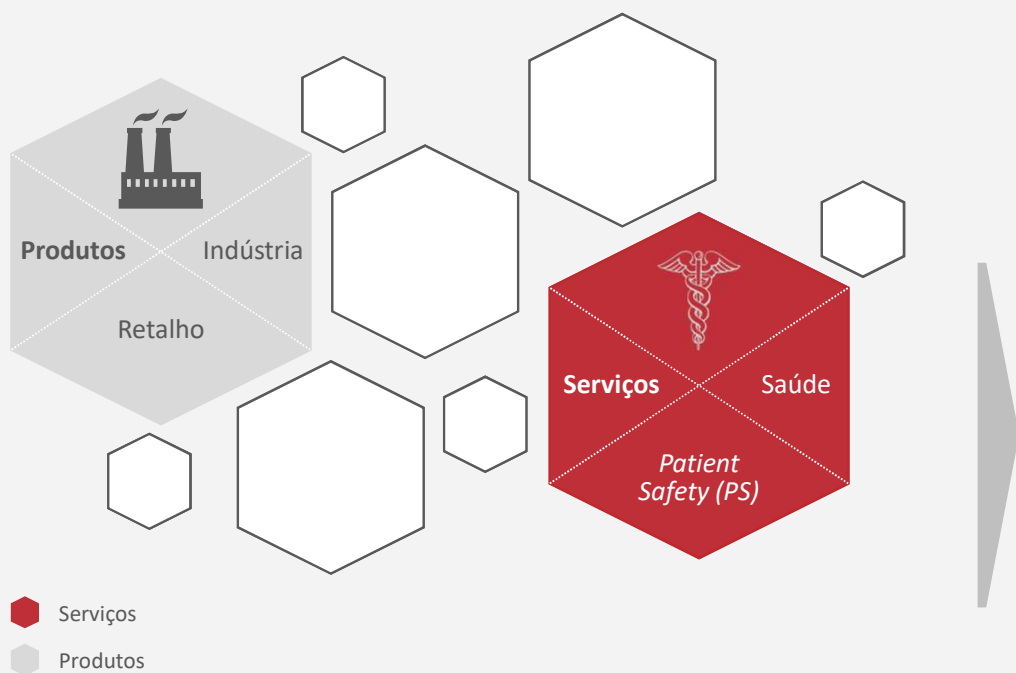 Produtos
Indústria
Retalho
Serviços
Saúde
Patient
Safety (PS)
Serviços
Produtos